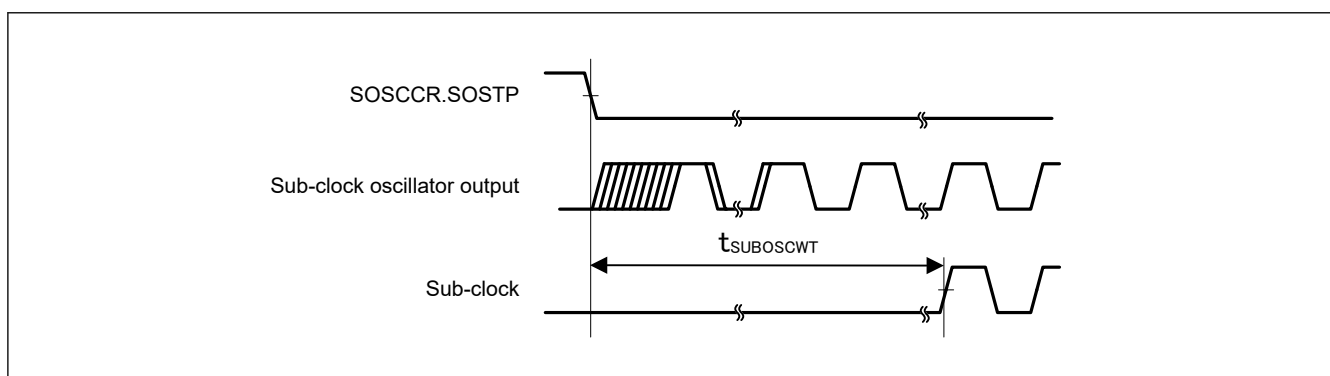 SOSCCR.SOSTP
Sub-clock oscillator output
tSUBOSCWT
Sub-clock